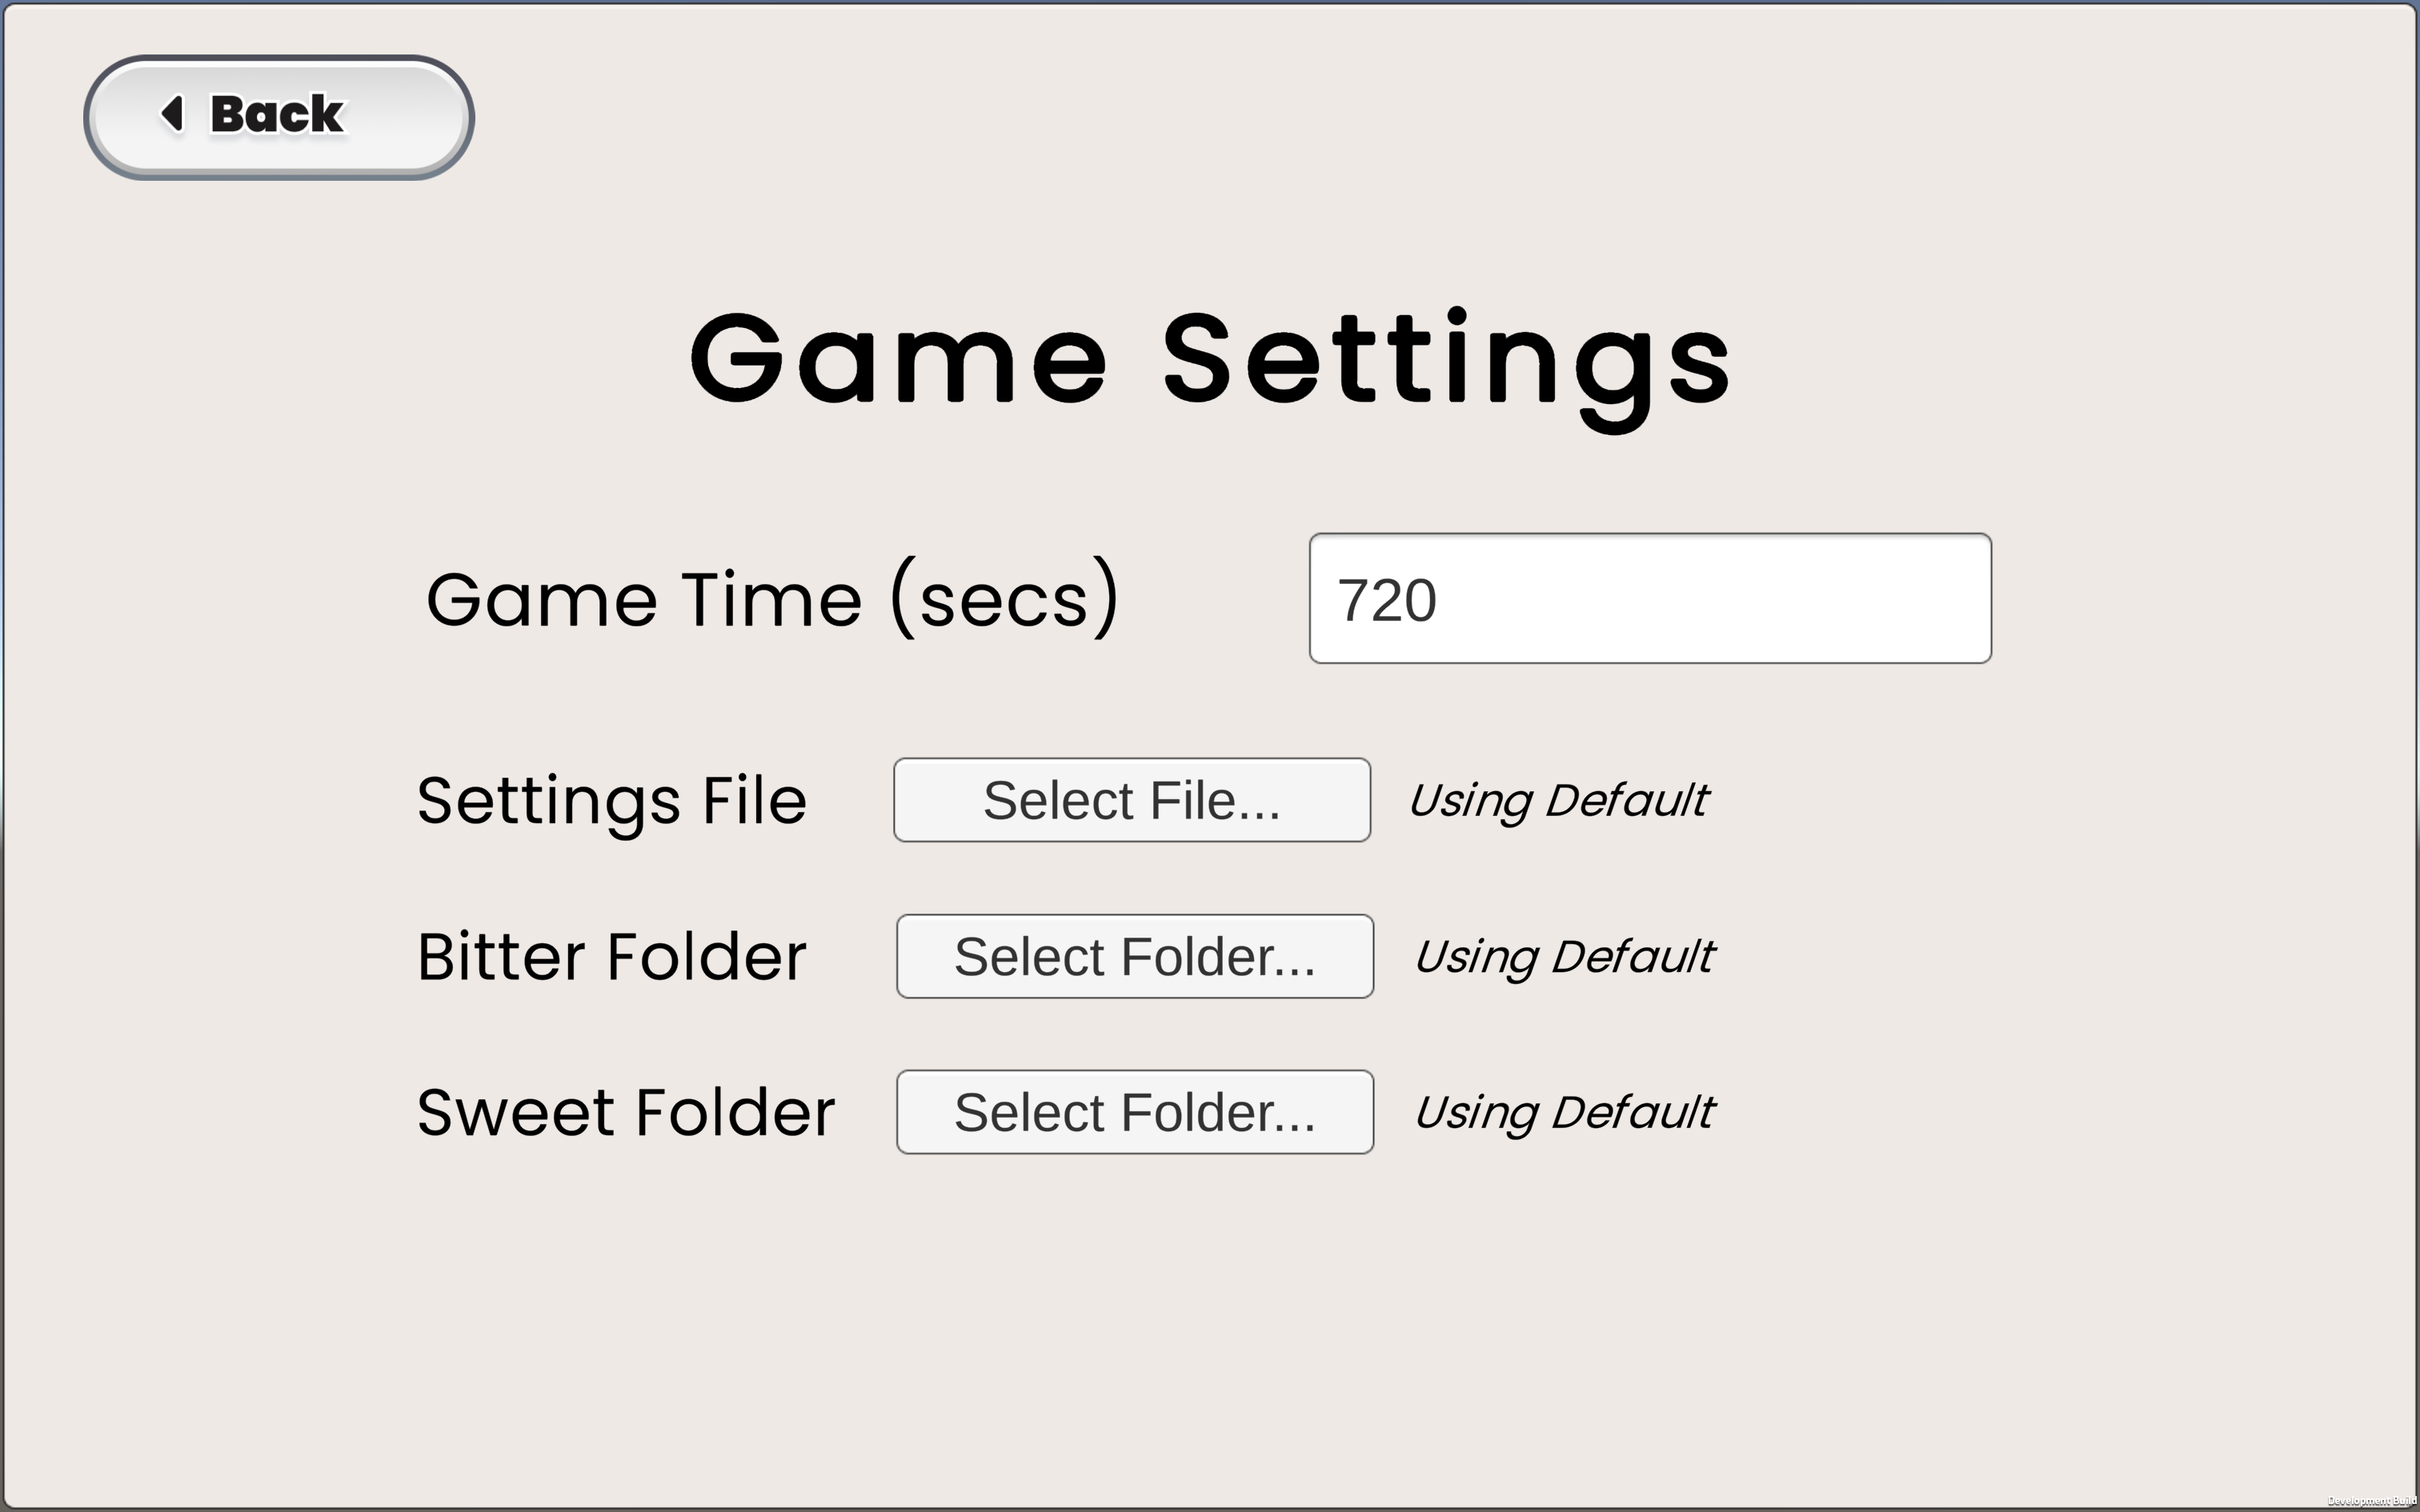 Back
Game Settings
Game Time (secs) 720
Settings File Select File... Using Default
Bitter Folder Select Folder... Using Default
Sweet Folder Select Folder... Using Default
Development Build